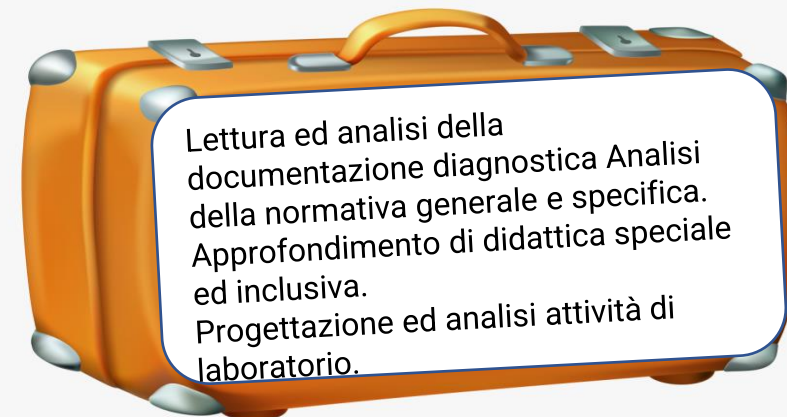 Lettura ed analisi della
documentazione diagnostica Analisi
della normativa generale e specifica.
Approfondimento di didattica speciale
ed inclusiva.
Progettazione ed analisi attività di
laboratorio.